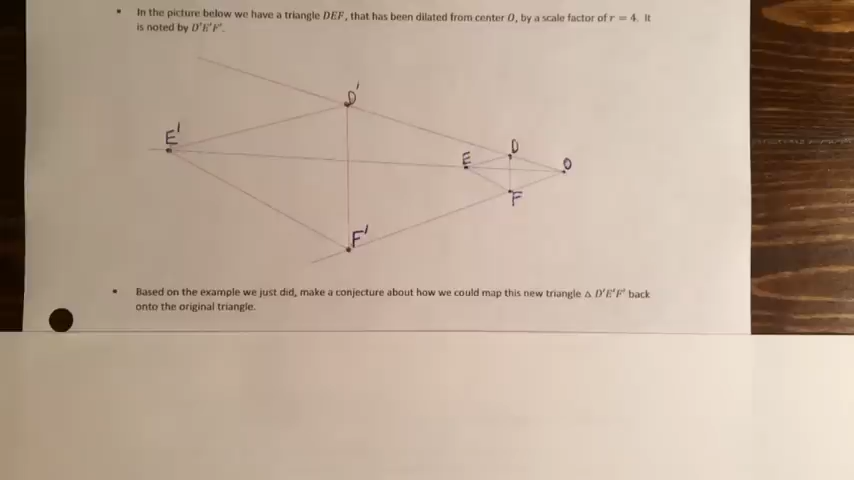 • In the picture below we have a triangle DEF, that has been dilated from center O, by a scale factor of r = 4. It
is noted by D'E'F'.
D'
E'
D
E
O
F
F'
• Based on the example we just did, make a conjecture about how we could map this new triangle △ D'E'F' back
onto the original triangle.